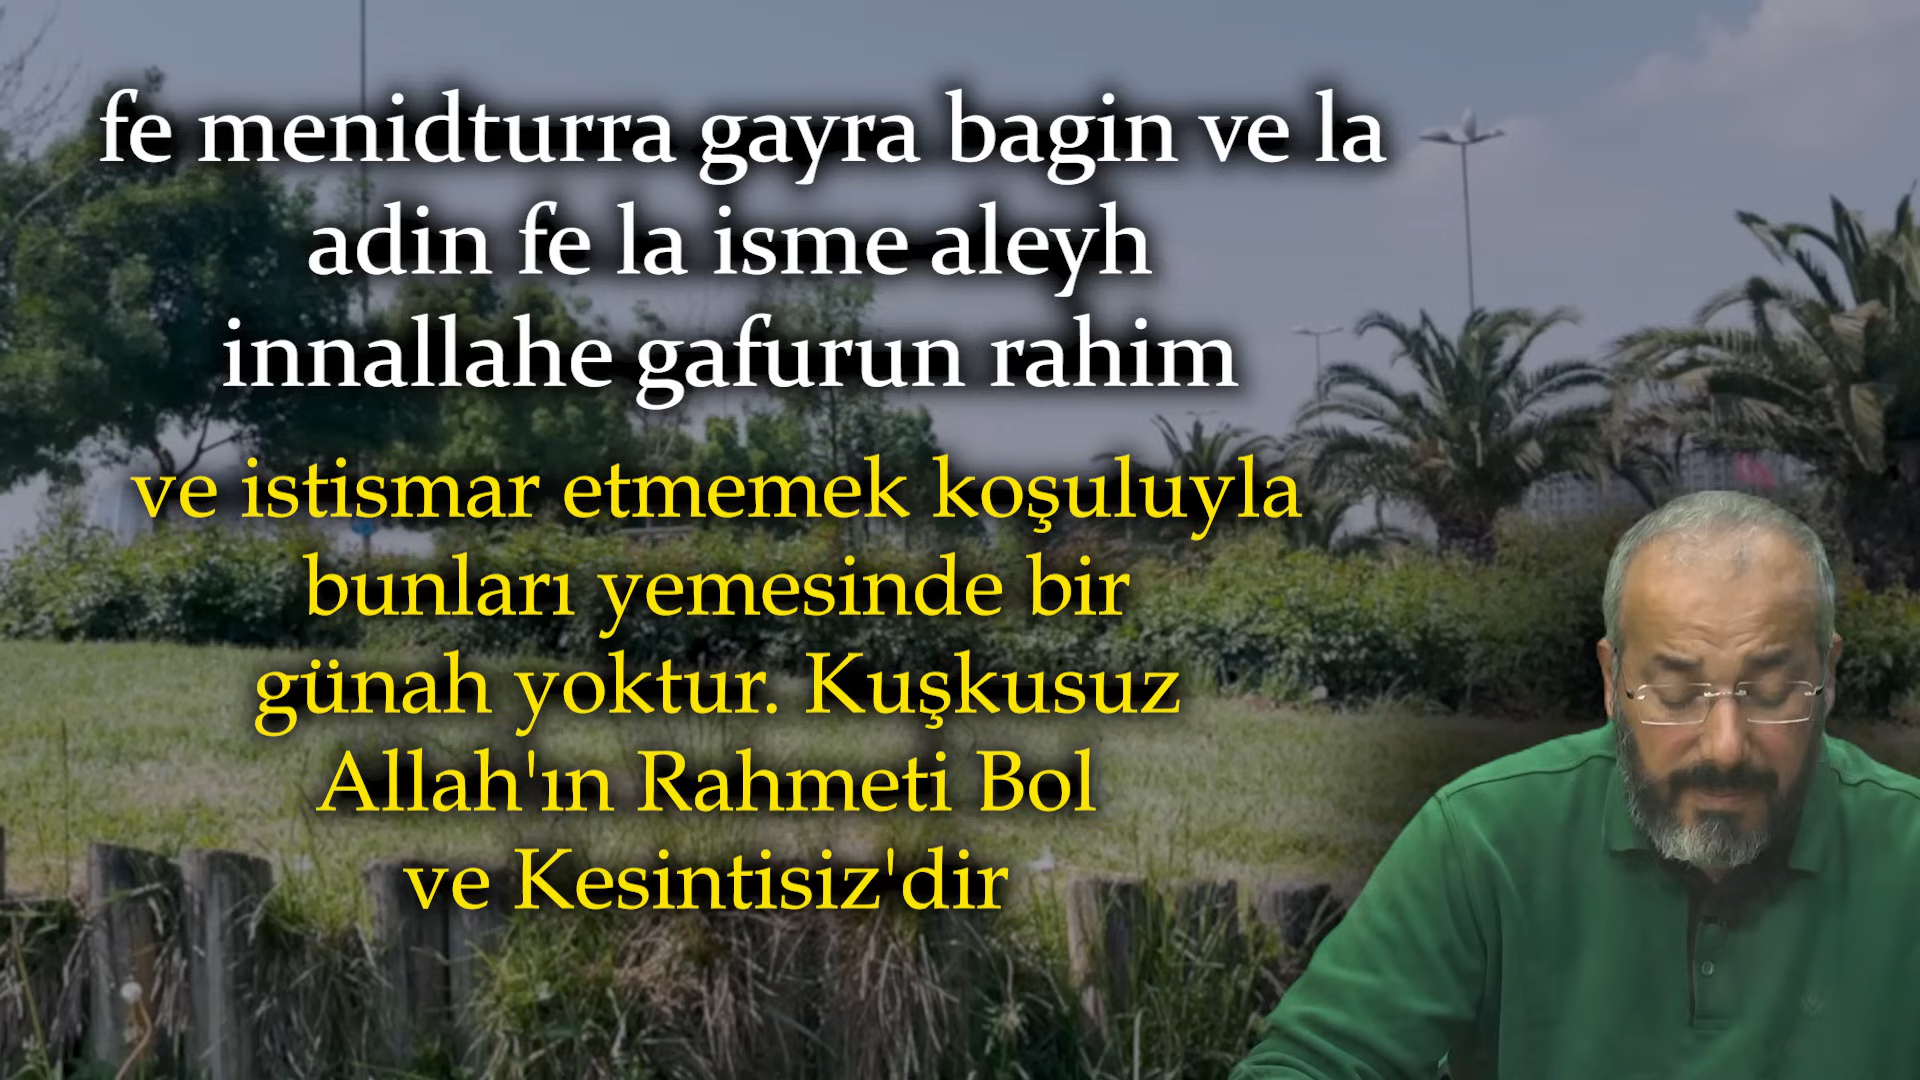 fe menidturra gayra bagin ve la
adin fe la isme aleyh
innallahe gafurun rahim
ve istismar etmemek koşuluyla
bunları yemesinde bir
günah yoktur. Kuşkusuz
Allah'ın Rahmeti Bol
ve Kesintisiz'dir